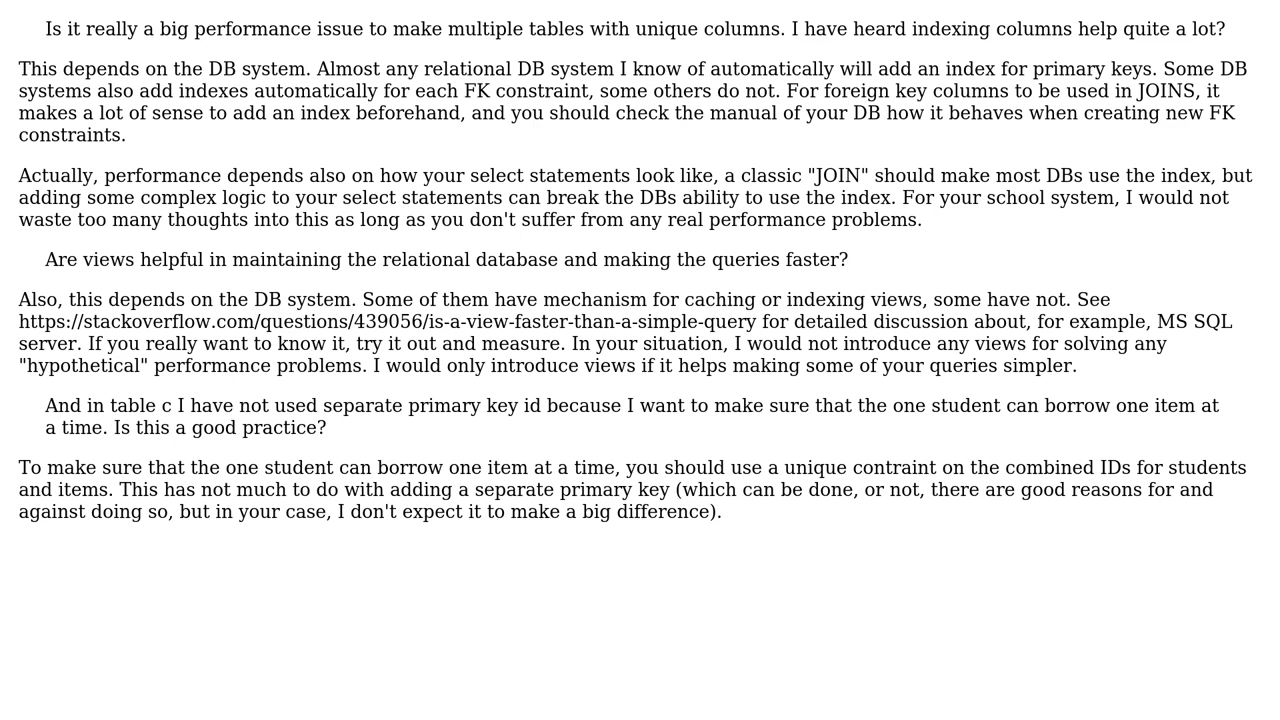 Is it really a big performance issue to make multiple tables with unique columns. I have heard indexing columns help quite a lot?
This depends on the DB system. Almost any relational DB system I know of automatically will add an index for primary keys. Some DB
systems also add indexes automatically for each FK constraint, some others do not. For foreign key columns to be used in JOINS, it
makes a lot of sense to add an index beforehand, and you should check the manual of your DB how it behaves when creating new FK
constraints.
Actually, performance depends also on how your select statements look like, a classic "JOIN" should make most DBs use the index, but
adding some complex logic to your select statements can break the DBs ability to use the index. For your school system, I would not
waste too many thoughts into this as long as you don't suffer from any real performance problems.
Are views helpful in maintaining the relational database and making the queries faster?
Also, this depends on the DB system. Some of them have mechanism for caching or indexing views, some have not. See
https://stackoverflow.com/questions/439056/is-a-view-faster-than-a-simple-query for detailed discussion about, for example, MS SQL
server. If you really want to know it, try it out and measure. In your situation, I would not introduce any views for solving any
"hypothetical" performance problems. I would only introduce views if it helps making some of your queries simpler.
And in table c I have not used separate primary key id because I want to make sure that the one student can borrow one item at
a time. Is this a good practice?
To make sure that the one student can borrow one item at a time, you should use a unique contraint on the combined IDs for students
and items. This has not much to do with adding a separate primary key (which can be done, or not, there are good reasons for and
against doing so, but in your case, I don't expect it to make a big difference).